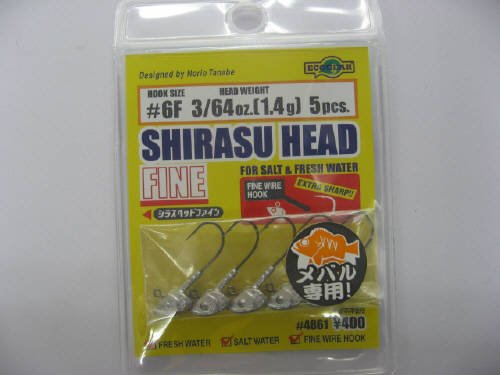 Designed by Norio Tanabe
ECOGEAR
HOOK SIZE HEAD WEIGHT
#6F 3/64oz.(1.4g) 5pcs.
SHIRASU HEAD
FINE
FOR SALT & FRESH WATER
FINE WIRE
HOOK
EXTRA SHARP!!
シラスヘッドファイン
メバル
専用!
#4861 ¥400
FRESH WATER SALT WATER FINE WIRE HOOK